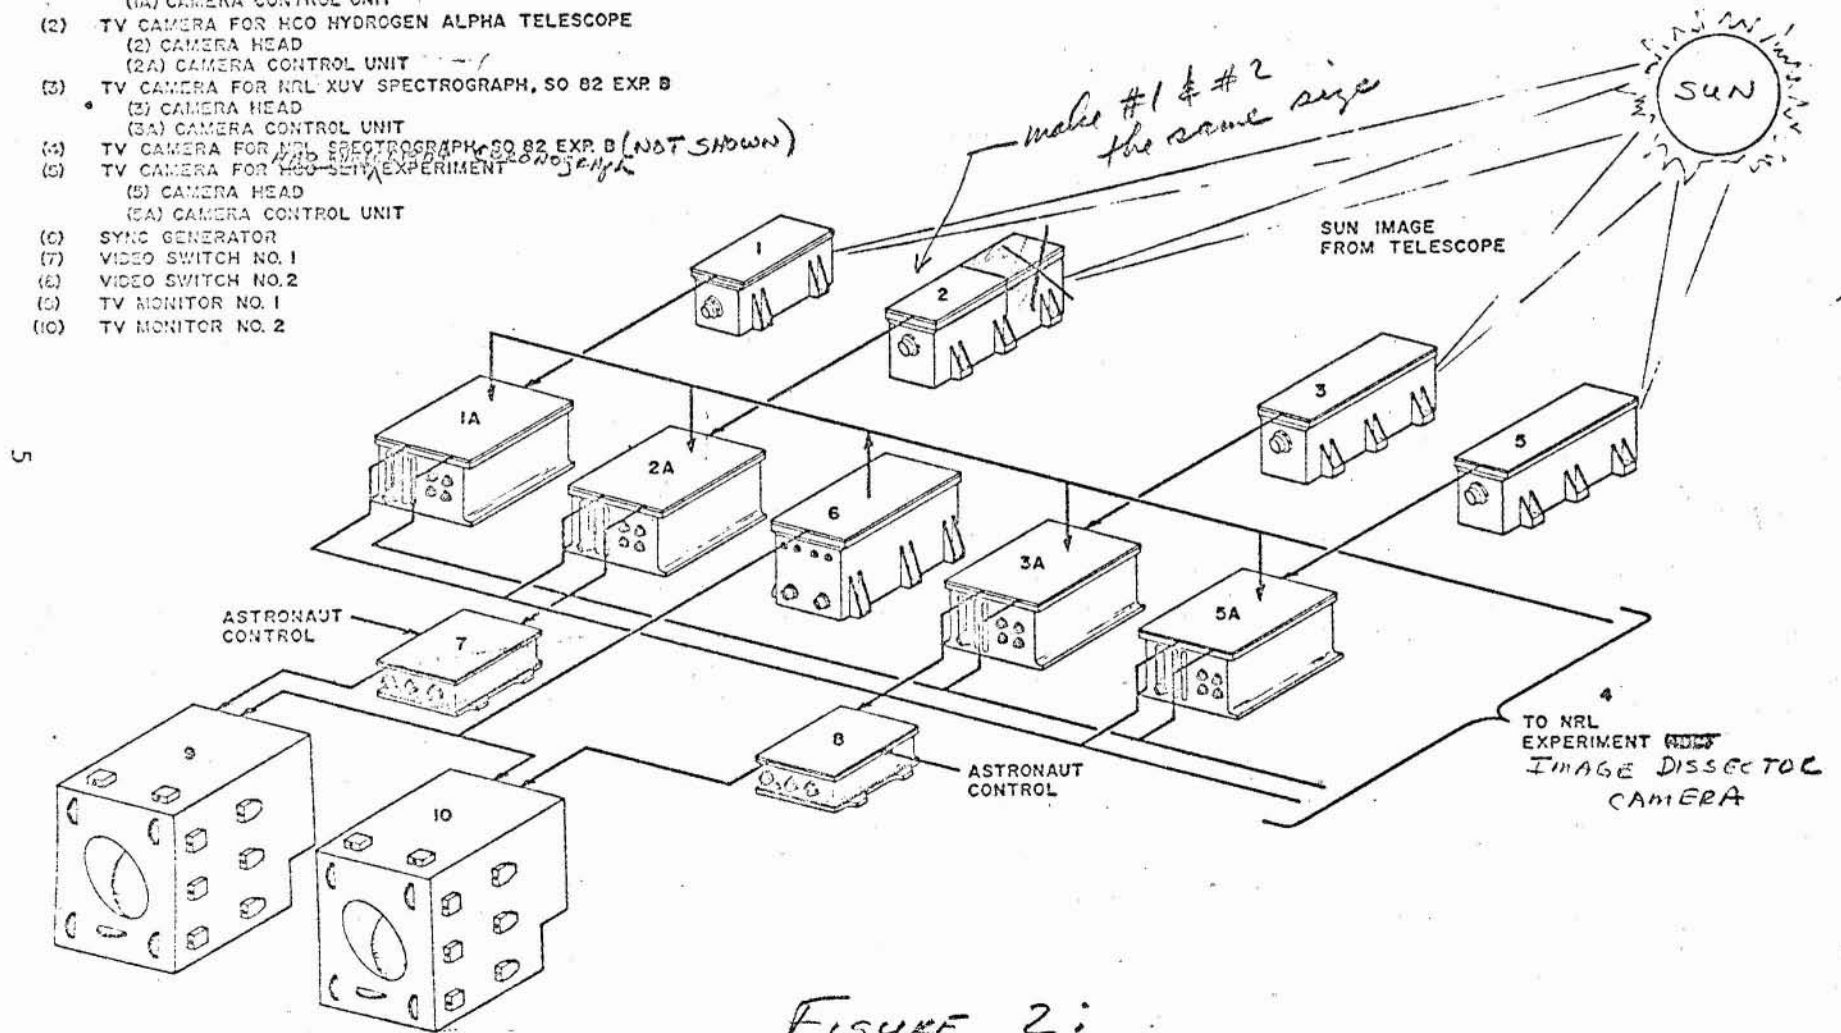 (1A) CAMERA CONTROL UNIT
(2) TV CAMERA FOR HCO HYDROGEN ALPHA TELESCOPE
(2) CAMERA HEAD
(2A) CAMERA CONTROL UNIT
(3) TV CAMERA FOR NRL XUV SPECTROGRAPH, SO 82 EXP. B
(3) CAMERA HEAD
(3A) CAMERA CONTROL UNIT
(4) TV CAMERA FOR NRL SPECTROGRAPH, SO 82 EXP. B (NOT SHOWN)
(5) TV CAMERA FOR EXPERIMENT
(5) CAMERA HEAD
(5A) CAMERA CONTROL UNIT
(6) SYNC GENERATOR
(7) VIDEO SWITCH NO. 1
(8) VIDEO SWITCH NO. 2
(9) TV MONITOR NO. 1
(10) TV MONITOR NO. 2
make #1 & #2
the same size
SUN
SUN IMAGE
FROM TELESCOPE
1
2
3
5
1A
2A
6
3A
5A
5
ASTRONAUT
CONTROL
7
8
ASTRONAUT
CONTROL
9
10
4
TO NRL
EXPERIMENT
IMAGE DISSECTOR
CAMERA
FIGURE 2: